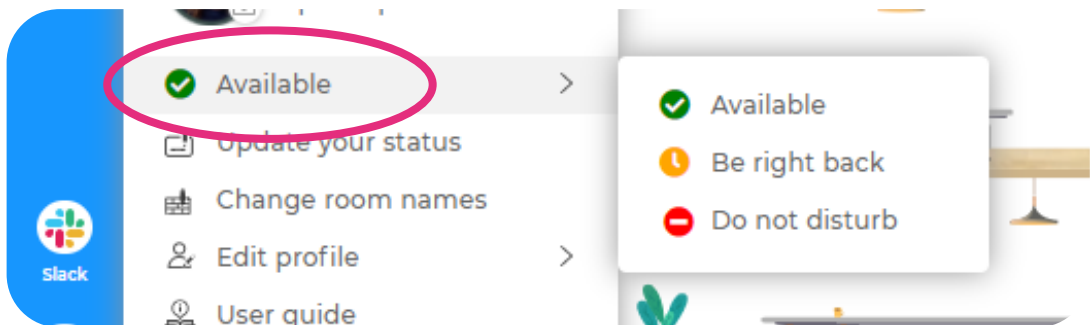 Available
Update your status
Change room names
Edit profile
User guide
Available
Be right back
Do not disturb
Slack